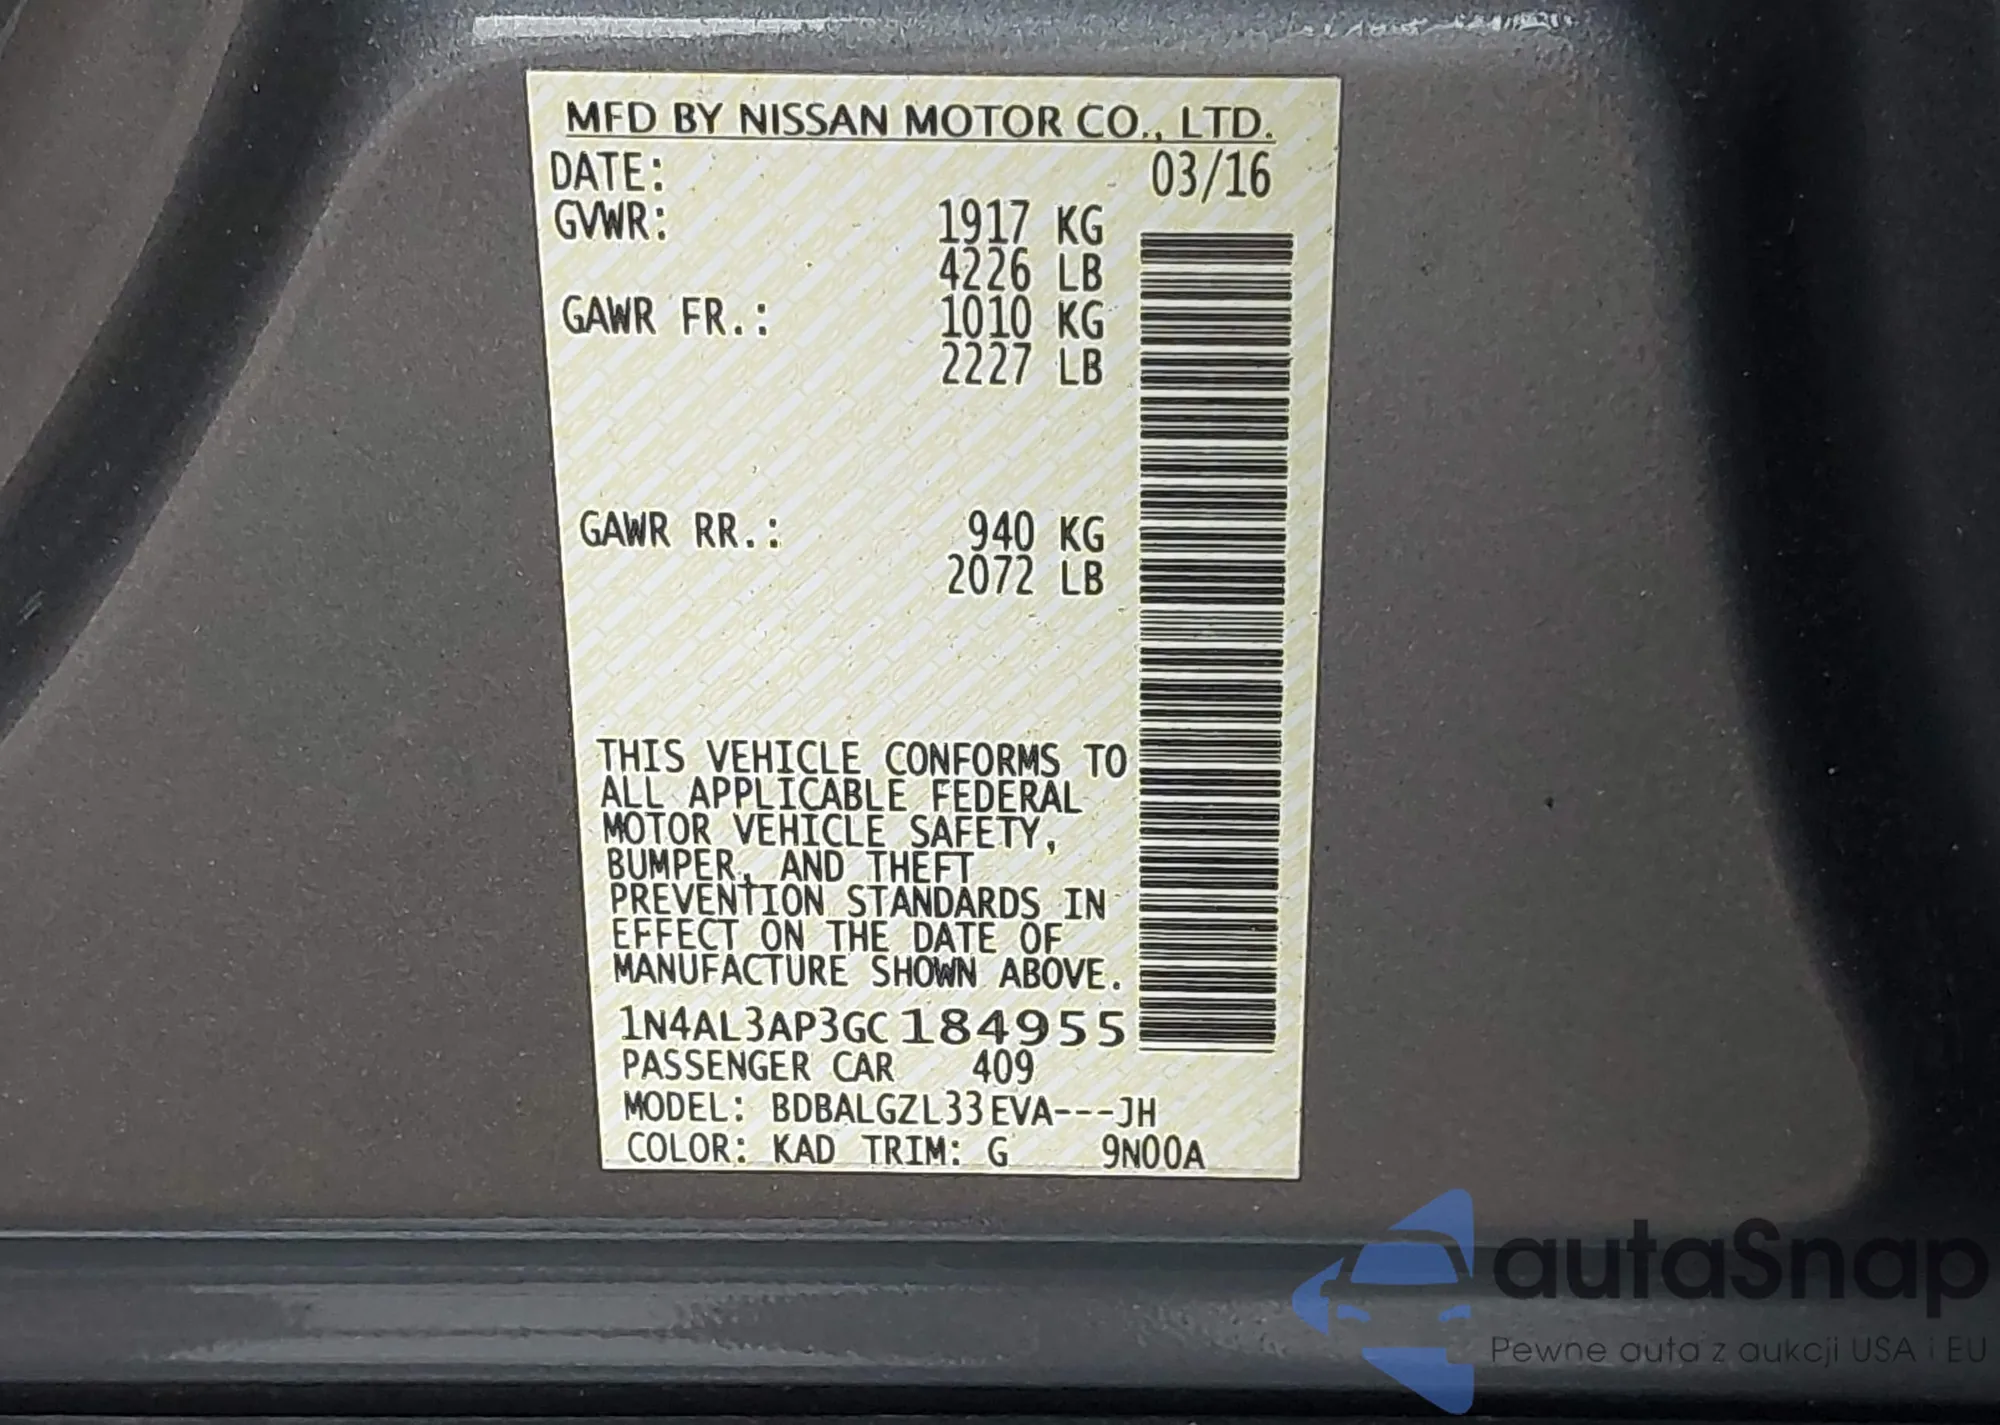 MFD BY NISSAN MOTOR CO., LTD.
DATE: 03/16
GVWR: 1917 KG
4226 LB
GAWR FR.: 1010 KG
2227 LB
GAWR RR.: 940 KG
2072 LB
THIS VEHICLE CONFORMS TO
ALL APPLICABLE FEDERAL
MOTOR VEHICLE SAFETY,
BUMPER, AND THEFT
PREVENTION STANDARDS IN
EFFECT ON THE DATE OF
MANUFACTURE SHOWN ABOVE.
1N4AL3AP3GC184955
PASSENGER CAR 409
MODEL: BDBALGZL33EVA---JH
COLOR: KAD TRIM: G 9N00A
autaSnap
Pewne auta z aukcji USA i EU